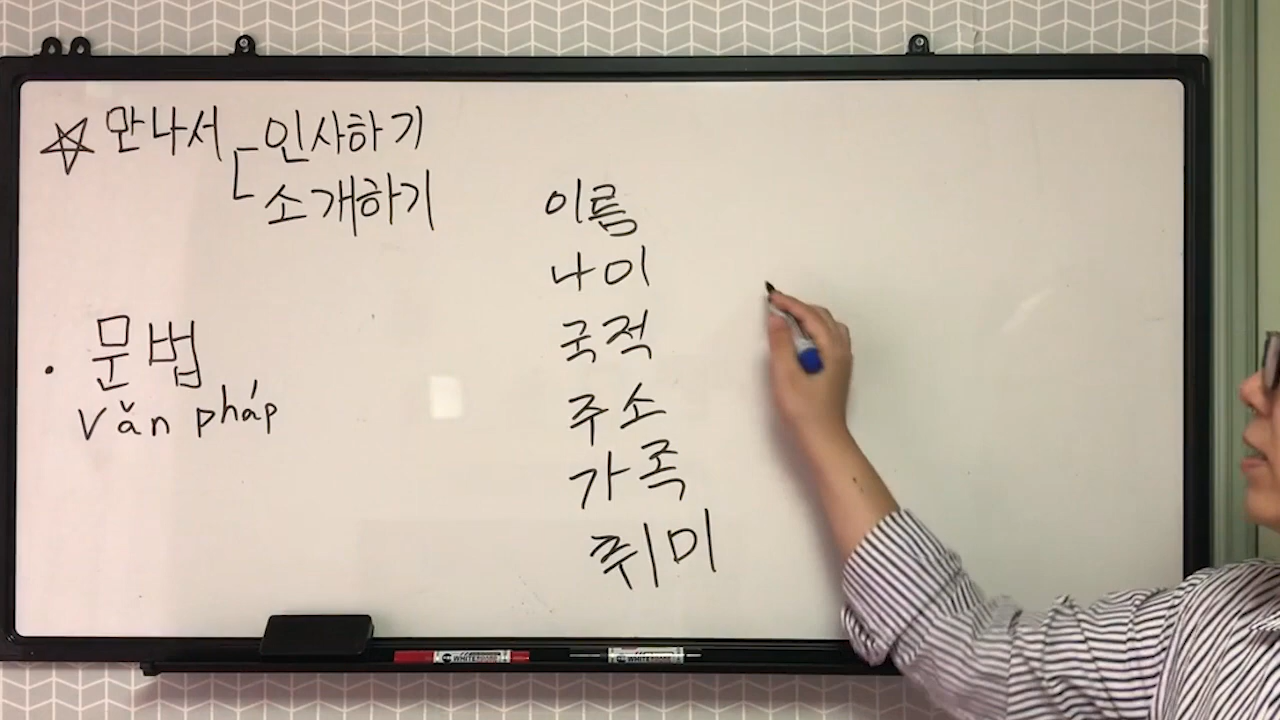 ☆ 만나서 인사하기
소개하기
이름
나이
국적
주소
가족
취미
· 문법
Văn pháp
WHITEBOARD